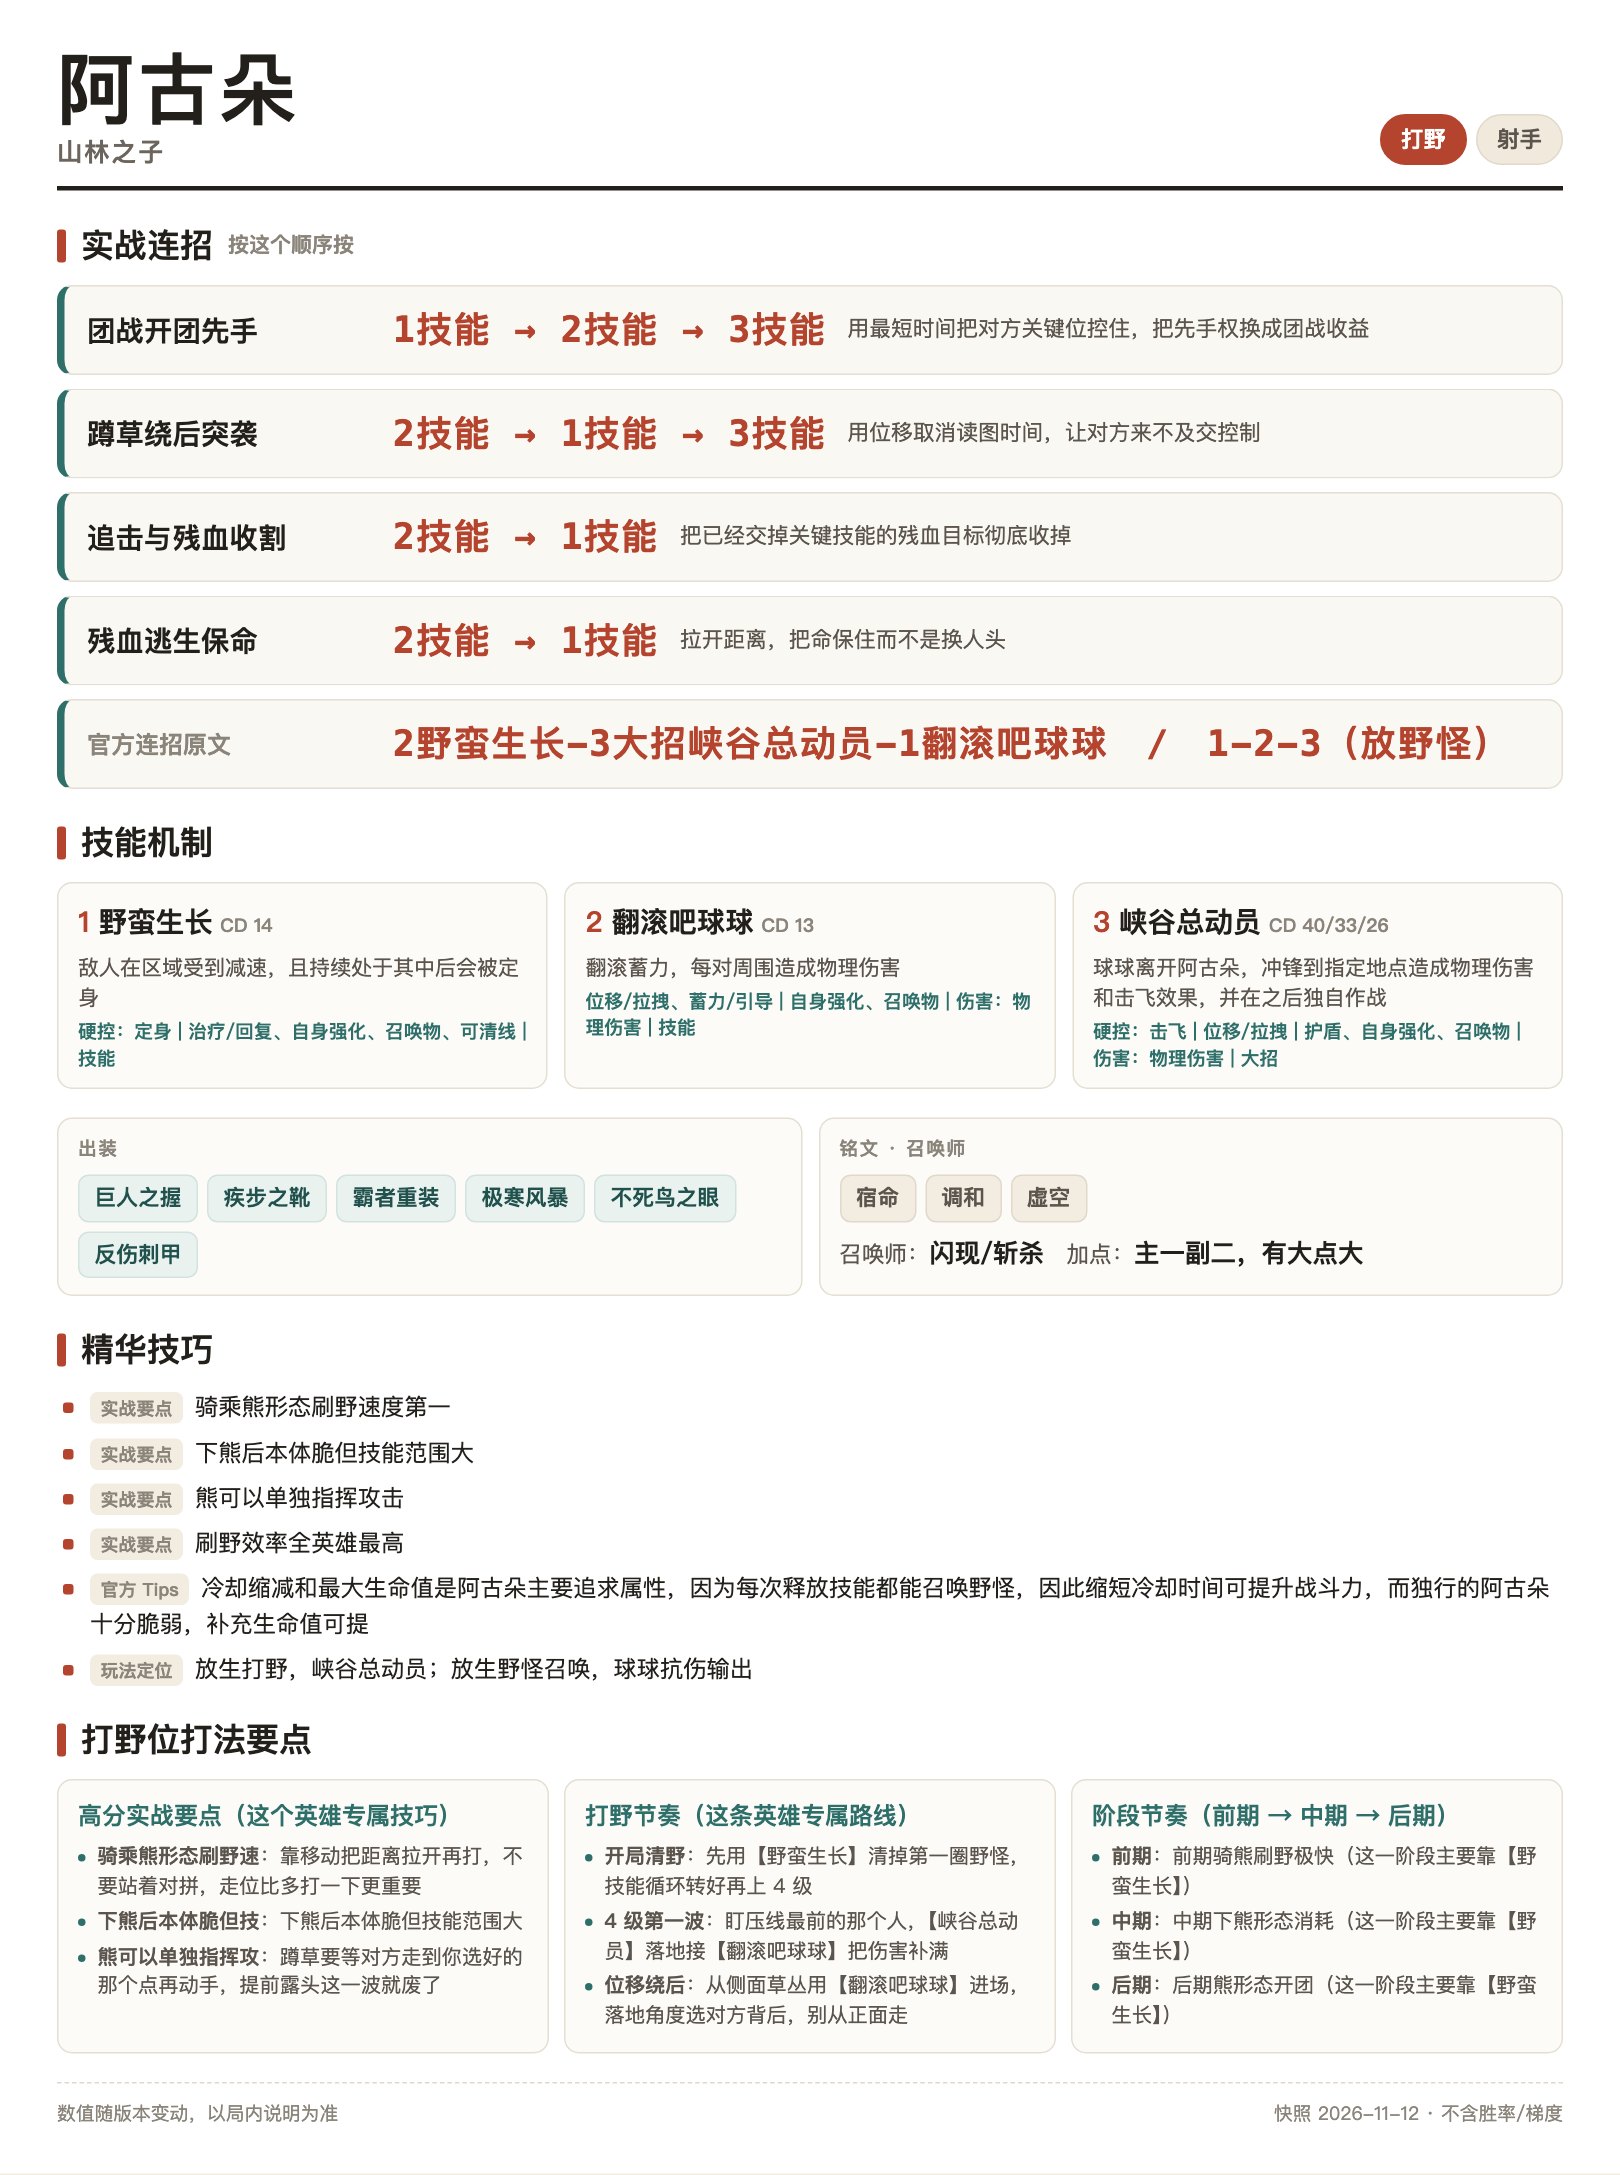 阿古朵
山林之子
打野 射手
实战连招 按这个顺序按
团战开团先手 1技能 → 2技能 → 3技能 用最短时间把对方关键位控住，把先手权换成团战收益
蹲草绕后突袭 2技能 → 1技能 → 3技能 用位移取消读图时间，让对方来不及交控制
追击与残血收割 2技能 → 1技能 把已经交掉关键技能的残血目标彻底收掉
残血逃生保命 2技能 → 1技能 拉开距离，把命保住而不是换人头
官方连招原文 2野蛮生长-3大招峡谷总动员-1翻滚吧球球 / 1-2-3（放野怪）
技能机制
1 野蛮生长 CD 14
敌人在区域受到减速，且持续处于其中后会被定
身
硬控：定身 | 治疗/回复、自身强化、召唤物、可清线 |
技能
2 翻滚吧球球 CD 13
翻滚蓄力，每对周围造成物理伤害
位移/拉拽、蓄力/引导 | 自身强化、召唤物 | 伤害：物
理伤害 | 技能
3 峡谷总动员 CD 40/33/26
球球离开阿古朵，冲锋到指定地点造成物理伤害
和击飞效果，并在之后独自作战
硬控：击飞 | 位移/拉拽 | 护盾、自身强化、召唤物 |
伤害：物理伤害 | 大招
出装
巨人之握 疾步之靴 霸者重装 极寒风暴 不死鸟之眼
反伤刺甲
铭文 · 召唤师
宿命 调和 虚空
召唤师：闪现/斩杀 加点：主一副二，有大点大
精华技巧
实战要点 骑乘熊形态刷野速度第一
实战要点 下熊后本体脆但技能范围大
实战要点 熊可以单独指挥攻击
实战要点 刷野效率全英雄最高
官方 Tips 冷却缩减和最大生命值是阿古朵主要追求属性，因为每次释放技能都能召唤野怪，因此缩短冷却时间可提升战斗力，而独行的阿古朵
十分脆弱，补充生命值可提
玩法定位 放生打野，峡谷总动员；放生野怪召唤，球球抗伤输出
打野位打法要点
高分实战要点（这个英雄专属技巧）
骑乘熊形态刷野速：靠移动把距离拉开再打，不
要站着对拼，走位比多打一下更重要
下熊后本体脆但技：下熊后本体脆但技能范围大
熊可以单独指挥攻：蹲草要等对方走到你选好的
那个点再动手，提前露头这一波就废了
打野节奏（这条英雄专属路线）
开局清野：先用【野蛮生长】清掉第一圈野怪，
技能循环转好再上 4 级
4 级第一波：盯压线最前的那个人，【峡谷总动
员】落地接【翻滚吧球球】把伤害补满
位移绕后：从侧面草丛用【翻滚吧球球】进场，
落地角度选对方背后，别从正面走
阶段节奏（前期 → 中期 → 后期）
前期：前期骑熊刷野极快（这一阶段主要靠【野
蛮生长】）
中期：中期下熊形态消耗（这一阶段主要靠【野
蛮生长】）
后期：后期熊形态开团（这一阶段主要靠【野蛮
生长】）
数值随版本变动，以局内说明为准
快照 2026-11-12 · 不含胜率/梯度